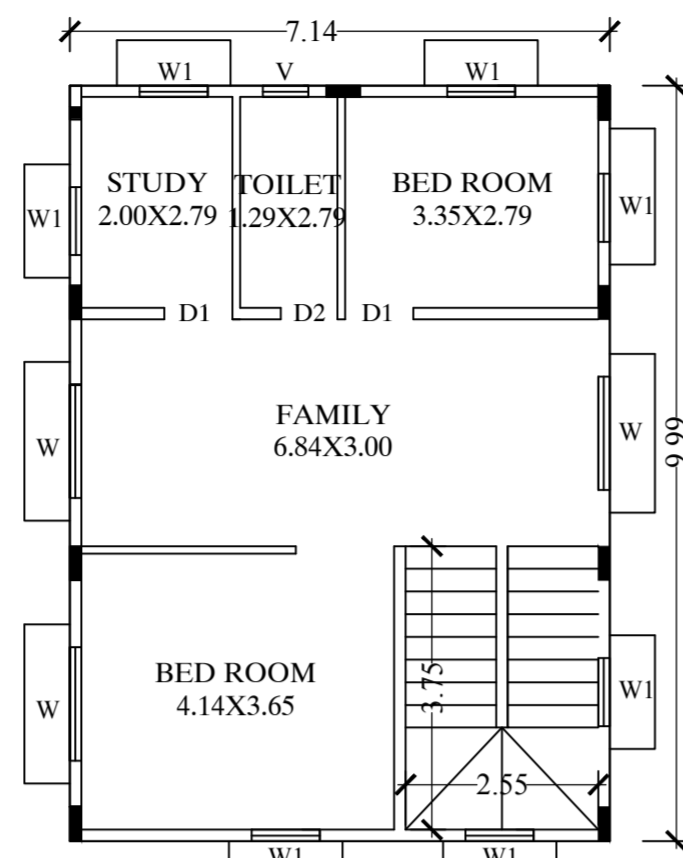 7.14
W1
V
W1
STUDY
2.00X2.79
TOILET
1.29X2.79
BED ROOM
3.35X2.79
W1
W1
D1
D2
D1
W
FAMILY
6.84X3.00
W
9.99
BED ROOM
4.14X3.65
3.75
W1
W
2.55
W1
W1